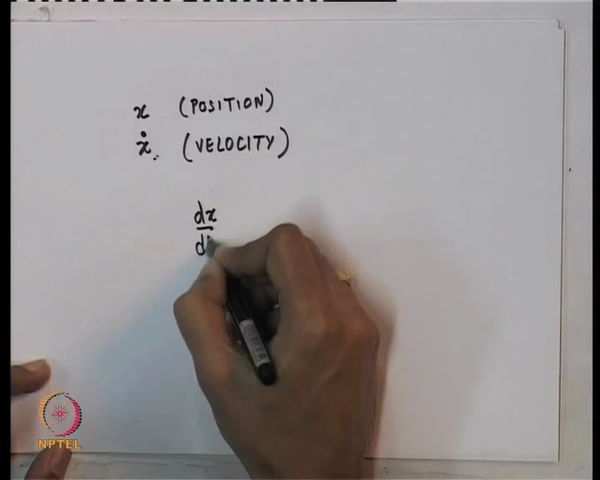 x (POSITION)
ẋ (VELOCITY)
dx
d
NPTEL